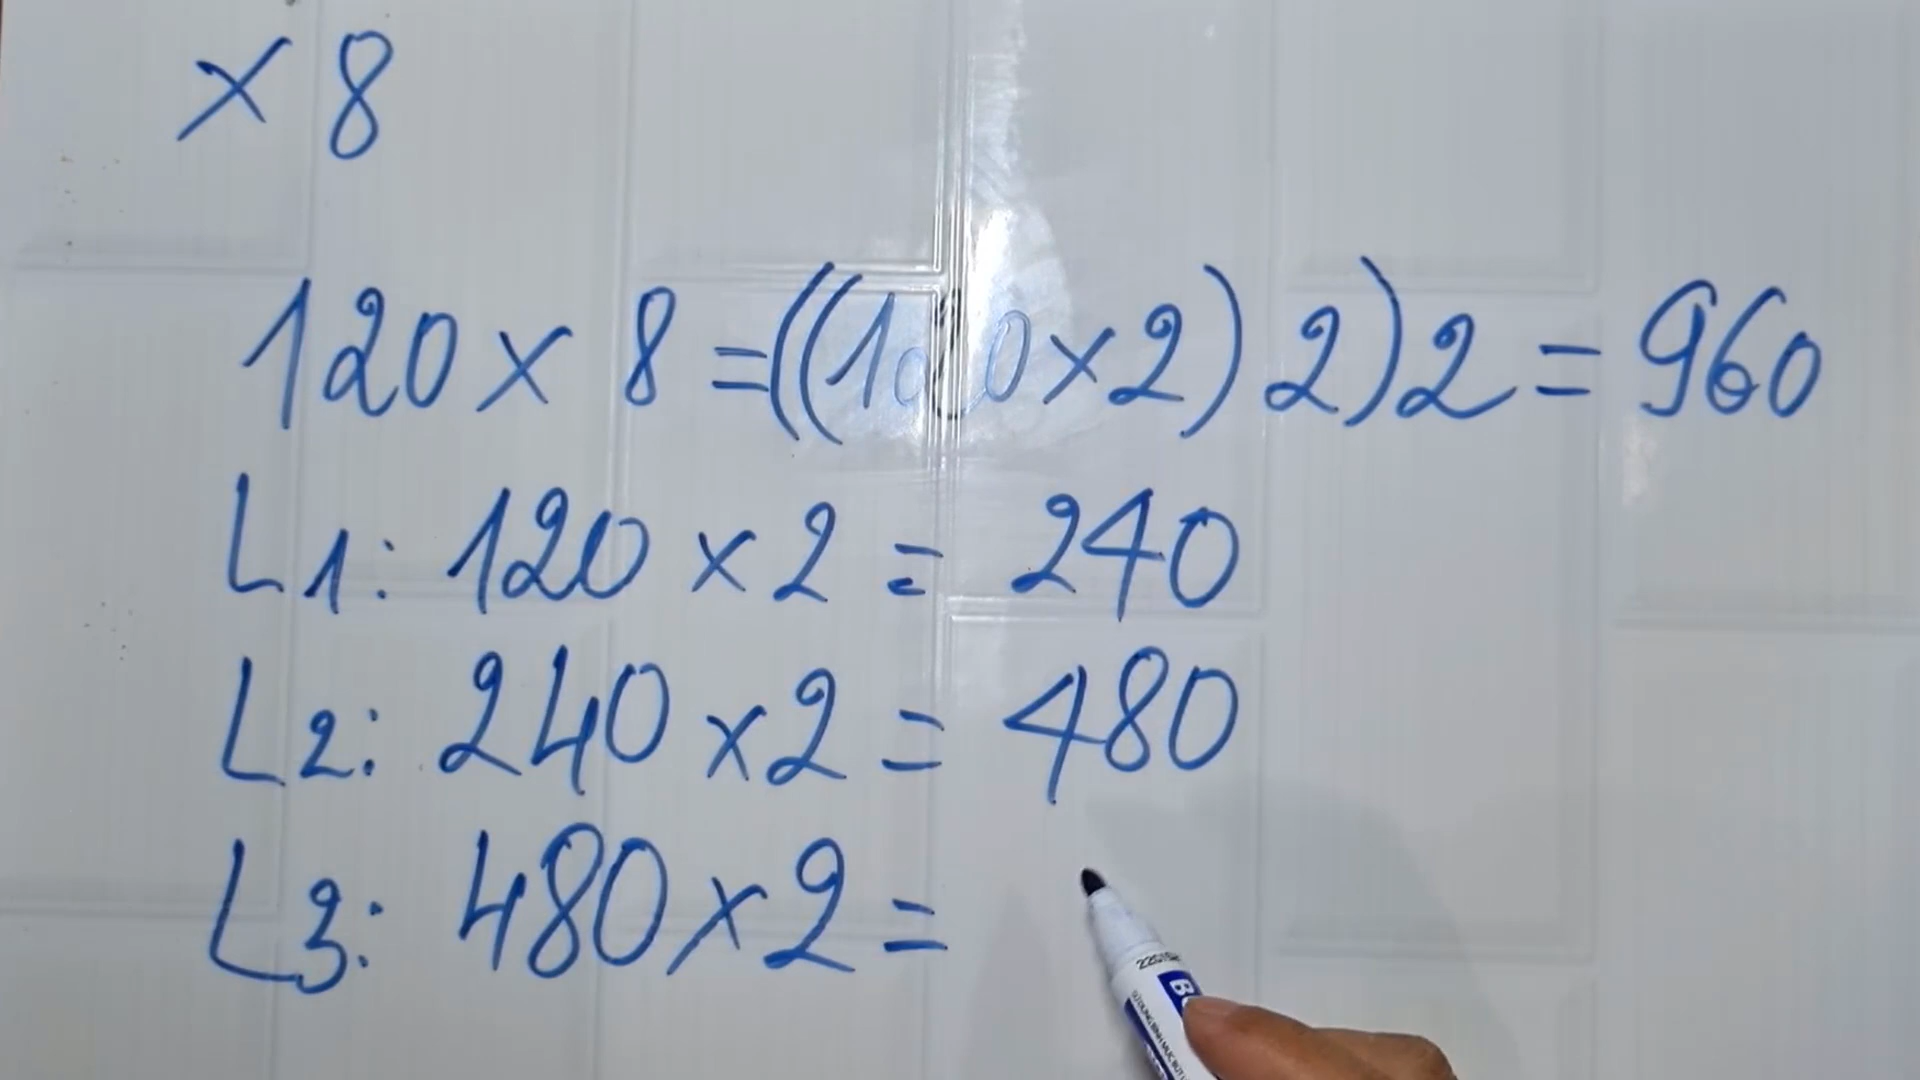 × 8
120 × 8 = ((120 × 2) 2) 2 = 960
L1: 120 × 2 = 240
L2: 240 × 2 = 480
L3: 480 × 2 =